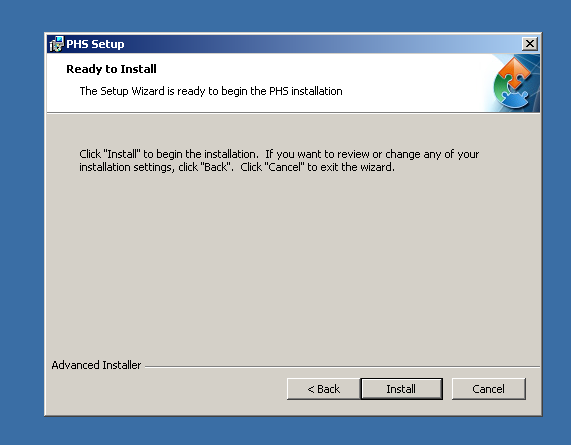 PHS Setup
Ready to Install
The Setup Wizard is ready to begin the PHS installation
Click "Install" to begin the installation.  If you want to review or change any of your
installation settings, click "Back".  Click "Cancel" to exit the wizard.
Advanced Installer
< Back
Install
Cancel